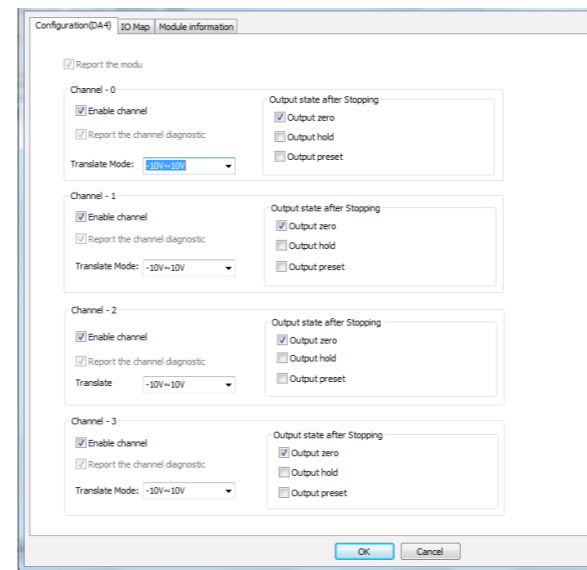 Configuration(DA4) IO Map Module information
Report the modu
Channel - 0
Enable channel
Report the channel diagnostic
Translate Mode: -10V~10V
Output state after Stopping
Output zero
Output hold
Output preset
Channel - 1
Enable channel
Report the channel diagnostic
Translate Mode: -10V~10V
Output state after Stopping
Output zero
Output hold
Output preset
Channel - 2
Enable channel
Report the channel diagnostic
Translate -10V~10V
Output state after Stopping
Output zero
Output hold
Output preset
Channel - 3
Enable channel
Report the channel diagnostic
Translate Mode: -10V~10V
Output state after Stopping
Output zero
Output hold
Output preset
OK Cancel